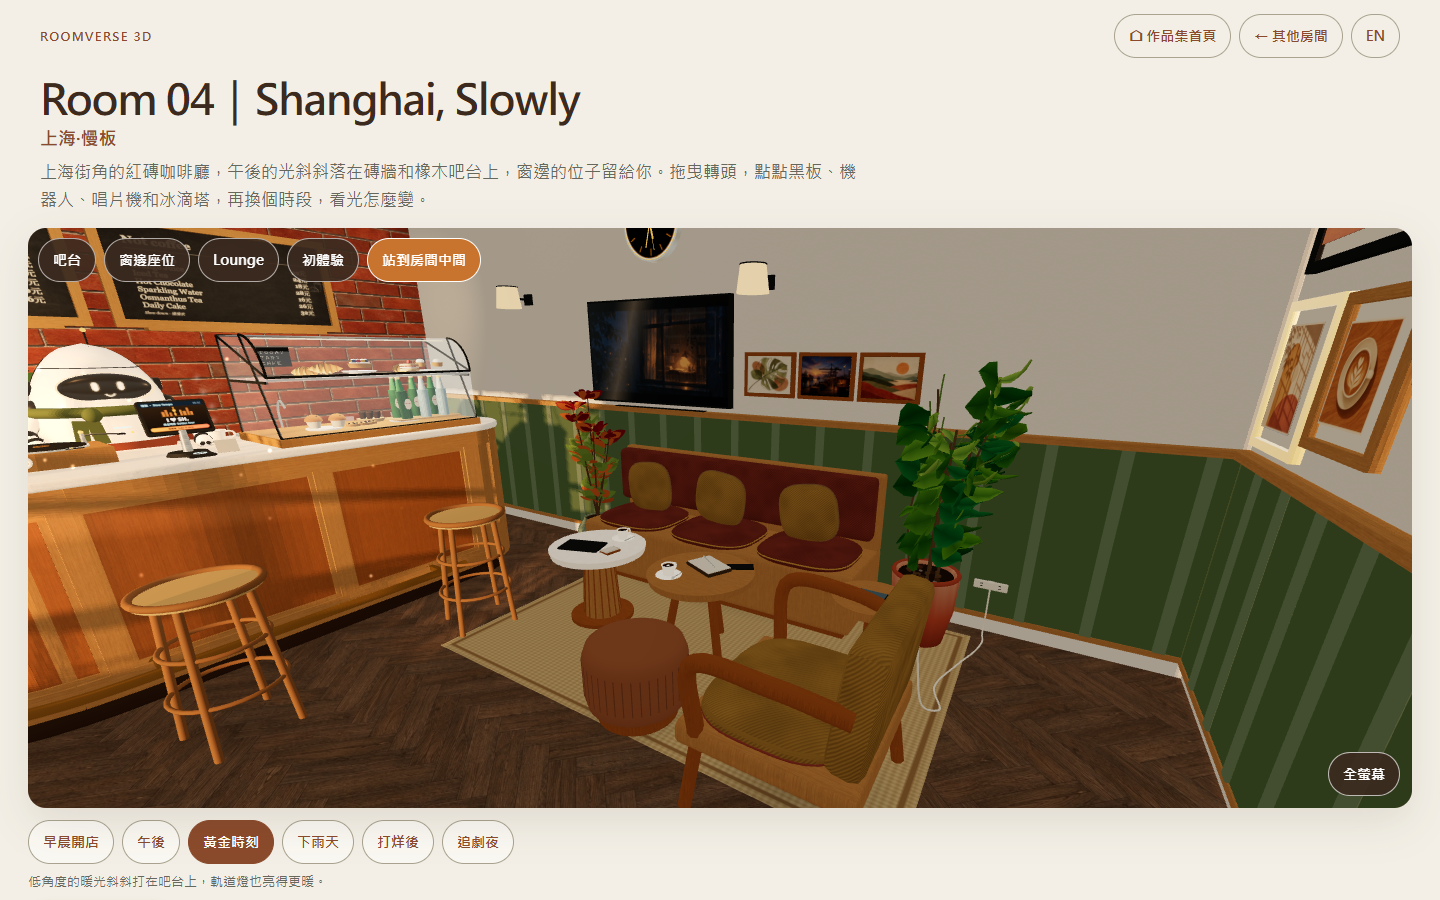 ROOMVERSE 3D
作品集首頁
← 其他房間
EN
Room 04 | Shanghai, Slowly
上海·慢板
上海街角的紅磚咖啡廳，午後的光斜斜落在磚牆和橡木吧台上，窗邊的位子留給你。拖曳轉頭，點點黑板、機
器人、唱片機和冰滴塔，再換個時段，看光怎麼變。
吧台
窗邊座位
Lounge
初體驗
站到房間中間
Hot Chocolate
Sparkling Water
Osmanthus Tea
Daily Cake
全螢幕
早晨開店
午後
黃金時刻
下雨天
打烊後
追劇夜
低角度的暖光斜斜打在吧台上，軌道燈也亮得更暖。